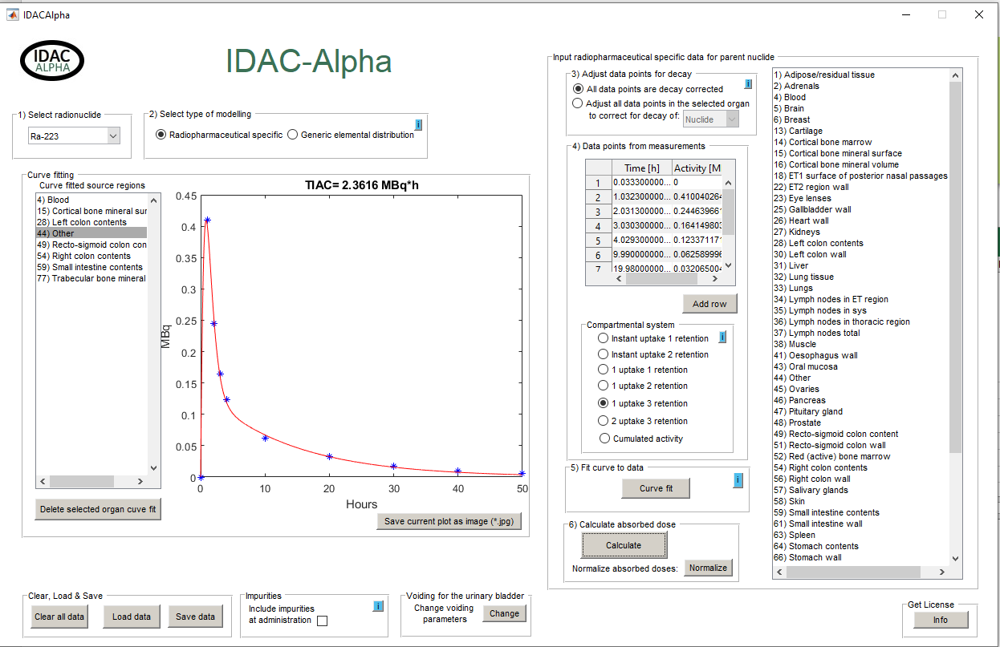 IDACAlpha
IDAC
ALPHA
IDAC-Alpha
1) Select radionuclide
Ra-223
2) Select type of modelling
Radiopharmaceutical specific
Generic elemental distribution
i
Curve fitting
Curve fitted source regions
4) Blood
15) Cortical bone mineral sur
28) Left colon contents
44) Other
49) Recto-sigmoid colon con
54) Right colon contents
59) Small intestine contents
77) Trabecular bone mineral
Delete selected organ cuve fit
TIAC= 2.3616 MBq*h
0.45
0.4
0.35
0.3
0.25
0.2
0.15
0.1
0.05
0
MBq
0 10 20 30 40 50
Hours
Save current plot as image (*.jpg)
Clear, Load & Save
Clear all data
Load data
Save data
Impurities
Include impurities
at administration
i
Voiding for the urinary bladder
Change voiding
parameters
Change
Input radiopharmaceutical specific data for parent nuclide
3) Adjust data points for decay
All data points are decay corrected
i
Adjust all data points in the selected organ
to correct for decay of:
Nuclide
4) Data points from measurements
Time [h] Activity [M
1 0.033300000... 0
2 1.032300000... 0.410040264
3 2.031300000... 0.244639661
4 3.030300000... 0.164149803
5 4.029300000... 0.123371171
6 9.990000000... 0.062589996
7 19.98000000... 0.032065004
Add row
Compartmental system
Instant uptake 1 retention
i
Instant uptake 2 retention
1 uptake 1 retention
1 uptake 2 retention
1 uptake 3 retention
2 uptake 3 retention
Cumulated activity
5) Fit curve to data
Curve fit
i
6) Calculate absorbed dose
Calculate
Normalize absorbed doses:
Normalize
1) Adipose/residual tissue
2) Adrenals
4) Blood
5) Brain
6) Breast
13) Cartilage
14) Cortical bone marrow
15) Cortical bone mineral surface
16) Cortical bone mineral volume
18) ET1 surface of posterior nasal passages
22) ET2 region wall
23) Eye lenses
25) Gallbladder wall
26) Heart wall
27) Kidneys
28) Left colon contents
30) Left colon wall
31) Liver
32) Lung tissue
33) Lungs
34) Lymph nodes in ET region
35) Lymph nodes in sys
36) Lymph nodes in thoracic region
37) Lymph nodes total
38) Muscle
41) Oesophagus wall
43) Oral mucosa
44) Other
45) Ovaries
46) Pancreas
47) Pituitary gland
48) Prostate
49) Recto-sigmoid colon content
51) Recto-sigmoid colon wall
52) Red (active) bone marrow
54) Right colon contents
56) Right colon wall
57) Salivary glands
58) Skin
59) Small intestine contents
61) Small intestine wall
63) Spleen
64) Stomach contents
66) Stomach wall
Get License
Info